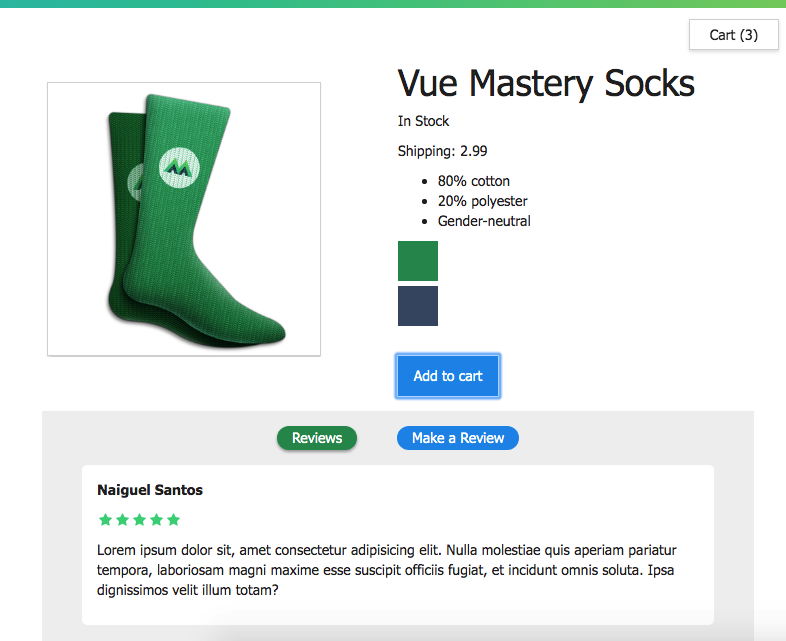 Cart (3)
Vue Mastery Socks
In Stock
Shipping: 2.99
80% cotton
20% polyester
Gender-neutral
Add to cart
Reviews
Make a Review
Naiguel Santos
Lorem ipsum dolor sit, amet consectetur adipisicing elit. Nulla molestiae quis aperiam pariatur
tempora, laboriosam magni maxime esse suscipit officiis fugiat, et incidunt omnis soluta. Ipsa
dignissimos velit illum totam?